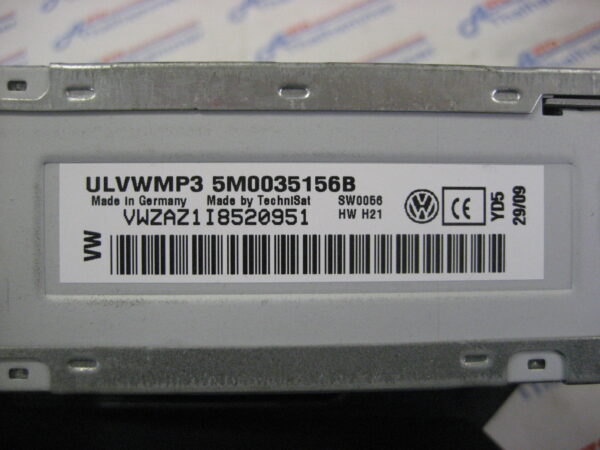 ULVWMP3 5M0035156B
Made in Germany Made by TechniSat SW0056
VWZAZ1I8520951 HW H21
VW
CE
YD5
29/09